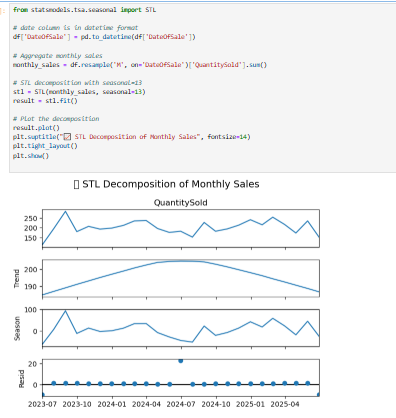 from statsmodels.tsa.seasonal import STL
# date column is in datetime format
df['DateOfSale'] = pd.to_datetime(df['DateOfSale'])
# Aggregate monthly sales
monthly_sales = df.resample('M', on='DateOfSale')['QuantitySold'].sum()
# STL decomposition with seasonal=13
stl = STL(monthly_sales, seasonal=13)
result = stl.fit()
# Plot the decomposition
result.plot()
plt.suptitle("📈 STL Decomposition of Monthly Sales", fontsize=14)
plt.tight_layout()
plt.show()
▯ STL Decomposition of Monthly Sales
QuantitySold
250
200
150
Trend
200
190
Season
100
0
Resid
20
0
2023-07 2023-10 2024-01 2024-04 2024-07 2024-10 2025-01 2025-04